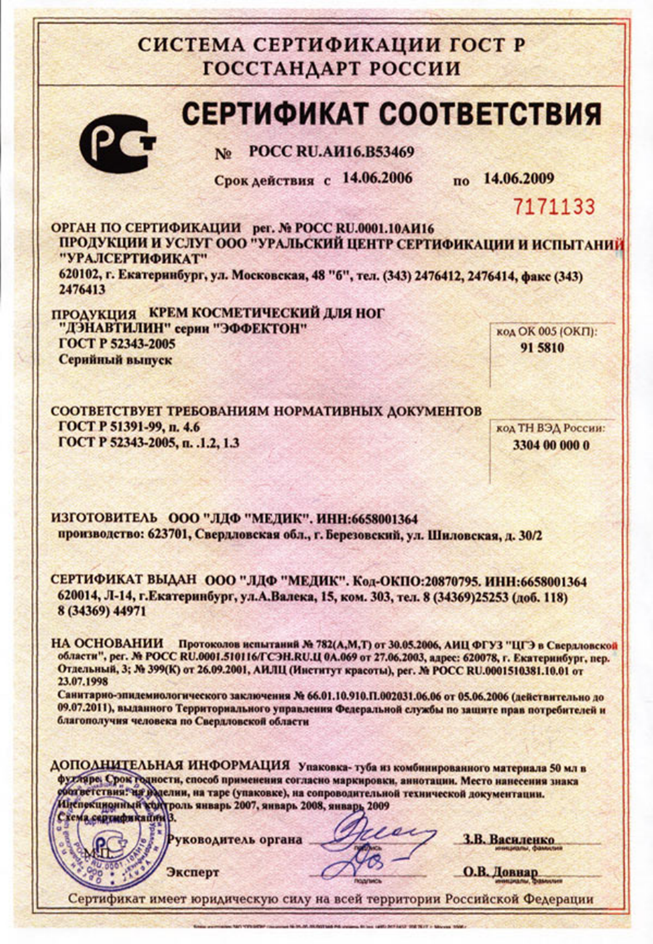 СИСТЕМА СЕРТИФИКАЦИИ ГОСТ Р
ГОССТАНДАРТ РОССИИ
СЕРТИФИКАТ СООТВЕТСТВИЯ
№ РОСС RU.АИ16.В53469
Срок действия с 14.06.2006 по 14.06.2009
7171133
ОРГАН ПО СЕРТИФИКАЦИИ рег. № РОСС RU.0001.10АИ16
ПРОДУКЦИИ И УСЛУГ ООО "УРАЛЬСКИЙ ЦЕНТР СЕРТИФИКАЦИИ И ИСПЫТАНИЙ
"УРАЛСЕРТИФИКАТ"
620102, г. Екатеринбург, ул. Московская, 48 "б", тел. (343) 2476412, 2476414, факс (343)
2476413
ПРОДУКЦИЯ КРЕМ КОСМЕТИЧЕСКИЙ ДЛЯ НОГ
"ДЭНАВТИЛИН" серии "ЭФФЕКТОН"
ГОСТ Р 52343-2005
Серийный выпуск
код ОК 005 (ОКП):
91 5810
СООТВЕТСТВУЕТ ТРЕБОВАНИЯМ НОРМАТИВНЫХ ДОКУМЕНТОВ
ГОСТ Р 51391-99, п. 4.6
ГОСТ Р 52343-2005, п. .1.2, 1.3
код ТН ВЭД России:
3304 00 000 0
ИЗГОТОВИТЕЛЬ ООО "ЛДФ "МЕДИК". ИНН:6658001364
производство: 623701, Свердловская обл., г. Березовский, ул. Шиловская, д. 30/2
СЕРТИФИКАТ ВЫДАН ООО "ЛДФ "МЕДИК". Код-ОКПО:20870795. ИНН:6658001364
620014, Л-14, г.Екатеринбург, ул.А.Валека, 15, ком. 303, тел. 8 (34369)25253 (доб. 118)
8 (34369) 44971
НА ОСНОВАНИИ Протоколов испытаний № 782(А,М,Т) от 30.05.2006, АИЦ ФГУЗ "ЦГЭ в Свердловской
области", рег. № РОСС RU.0001.510116/ГСЭН.RU.Ц ОА.069 от 27.06.2003, адрес: 620078, г. Екатеринбург, пер.
Отдельный, 3; № 399(К) от 26.09.2001, АИЛЦ (Институт красоты), рег. № РОСС RU.0001510381.10.01 от
23.07.1998
Санитарно-эпидемиологического заключения № 66.01.10.910.П.002031.06.06 от 05.06.2006 (действительно до
09.07.2011), выданного Территориального управления Федеральной службы по защите прав потребителей и
благополучия человека по Свердловской области
ДОПОЛНИТЕЛЬНАЯ ИНФОРМАЦИЯ Упаковка- туба из комбинированного материала 50 мл в
футляре. Срок годности, способ применения согласно маркировки, аннотации. Место нанесения знака
соответствия: на изделии, на таре (упаковке), на сопроводительной технической документации.
Инспекционный контроль январь 2007, январь 2008, январь 2009
Схема сертификации 3.
М.П.
Руководитель органа
подпись
З.В. Василенко
инициалы, фамилия
Эксперт
подпись
О.В. Довнар
инициалы, фамилия
Сертификат имеет юридическую силу на всей территории Российской Федерации